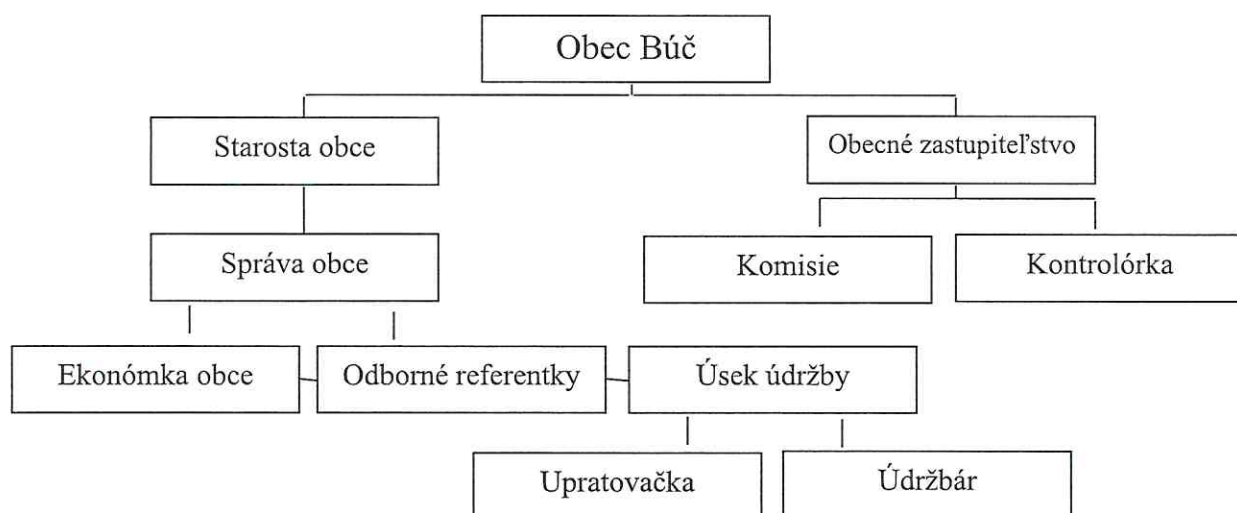 Obec Búč
Starosta obce
Obecné zastupiteľstvo
Správa obce
Komisie
Kontrolórka
Ekonómka obce
Odborné referentky
Úsek údržby
Upratovačka
Údržbár